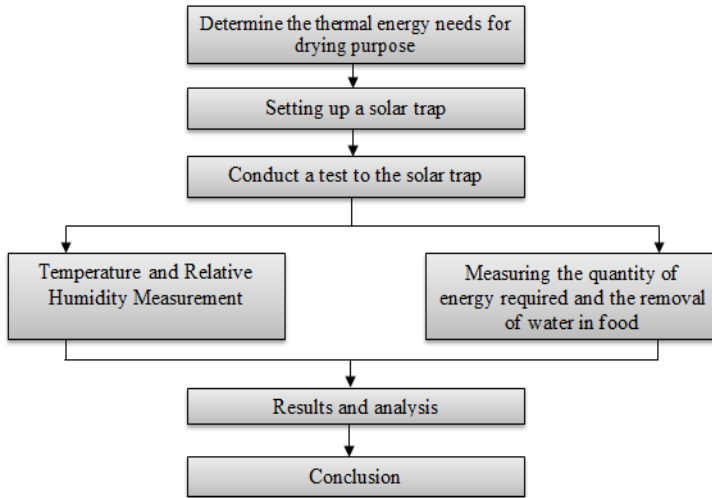 Determine the thermal energy needs for
drying purpose
Setting up a solar trap
Conduct a test to the solar trap
Temperature and Relative
Humidity Measurement
Measuring the quantity of
energy required and the removal
of water in food
Results and analysis
Conclusion